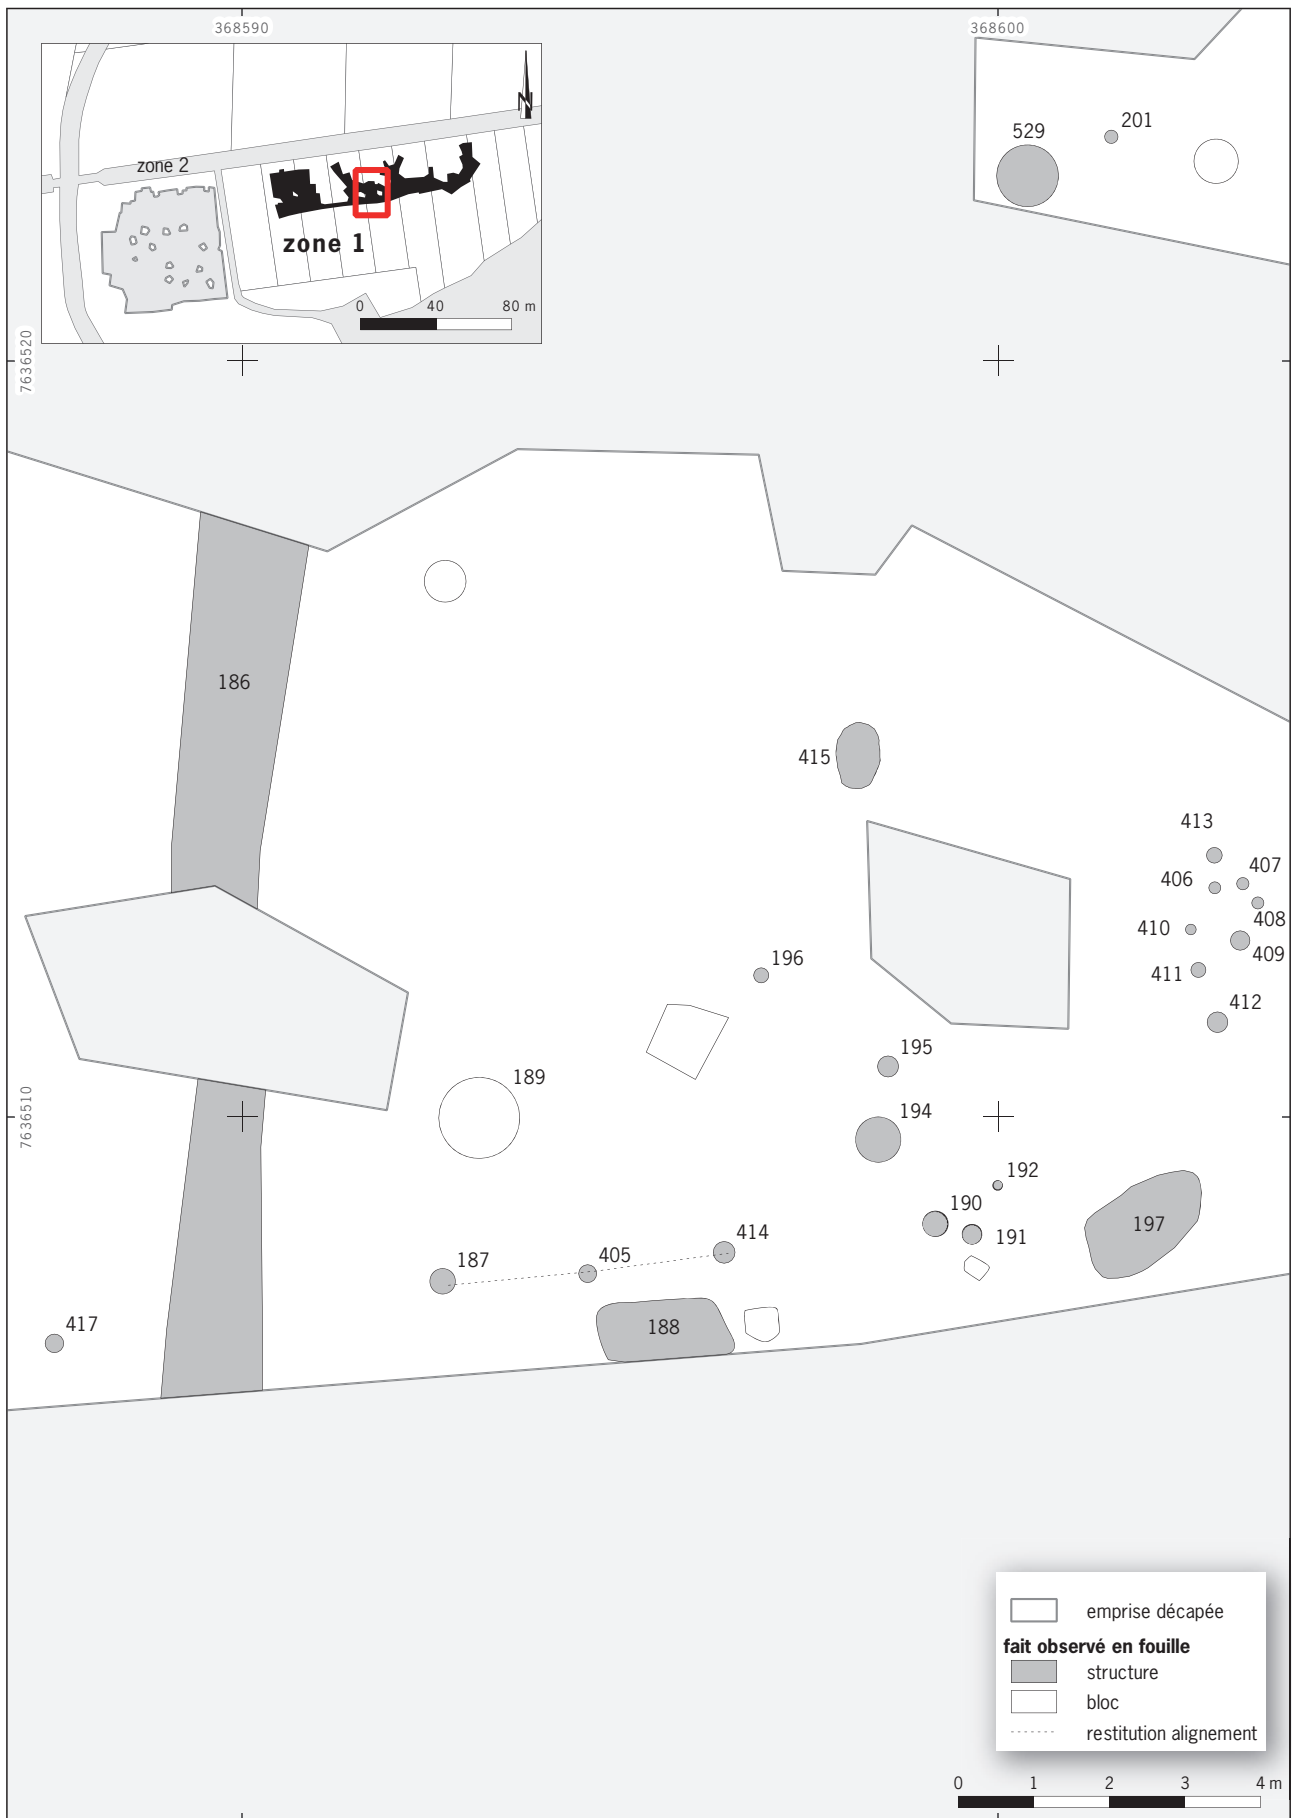 368590
368600
N
zone 2
zone 1
0 40 80 m
529
201
7636520
186
415
413
407
406
408
410
409
411
412
196
195
189
194
7636510
192
190
191
197
414
405
187
417
188
emprise décapée
fait observé en fouille
structure
bloc
restitution alignement
0 1 2 3 4 m